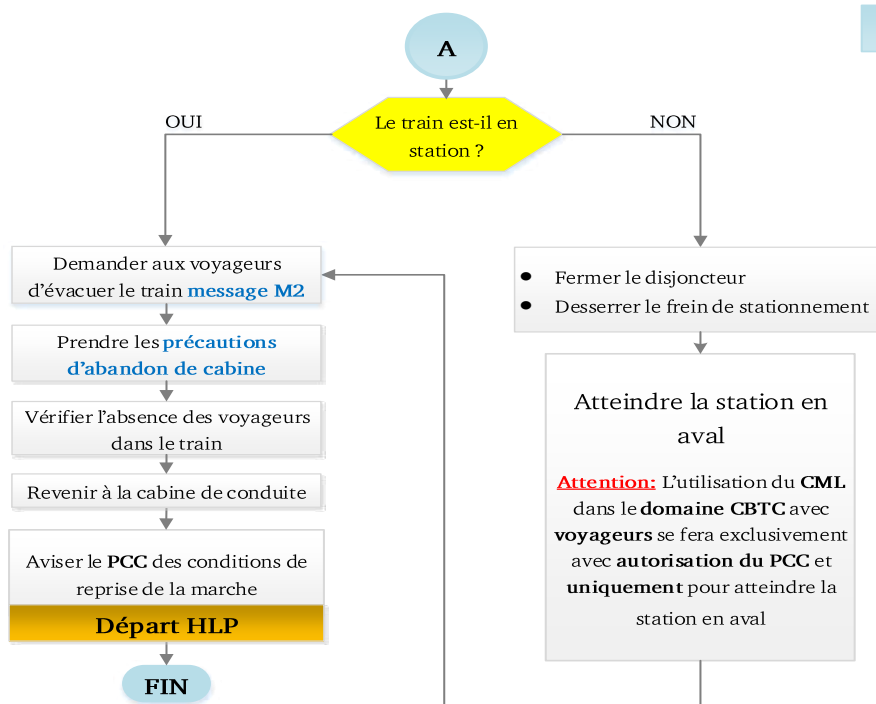 A
Le train est-il en
station ?
OUI
NON
Demander aux voyageurs
d’évacuer le train message M2
Prendre les précautions
d’abandon de cabine
Vérifier l’absence des voyageurs
dans le train
Revenir à la cabine de conduite
Aviser le PCC des conditions de
reprise de la marche
Départ HLP
FIN
• Fermer le disjoncteur
• Desserrer le frein de stationnement
Atteindre la station en
aval
Attention: L’utilisation du CML
dans le domaine CBTC avec
voyageurs se fera exclusivement
avec autorisation du PCC et
uniquement pour atteindre la
station en aval